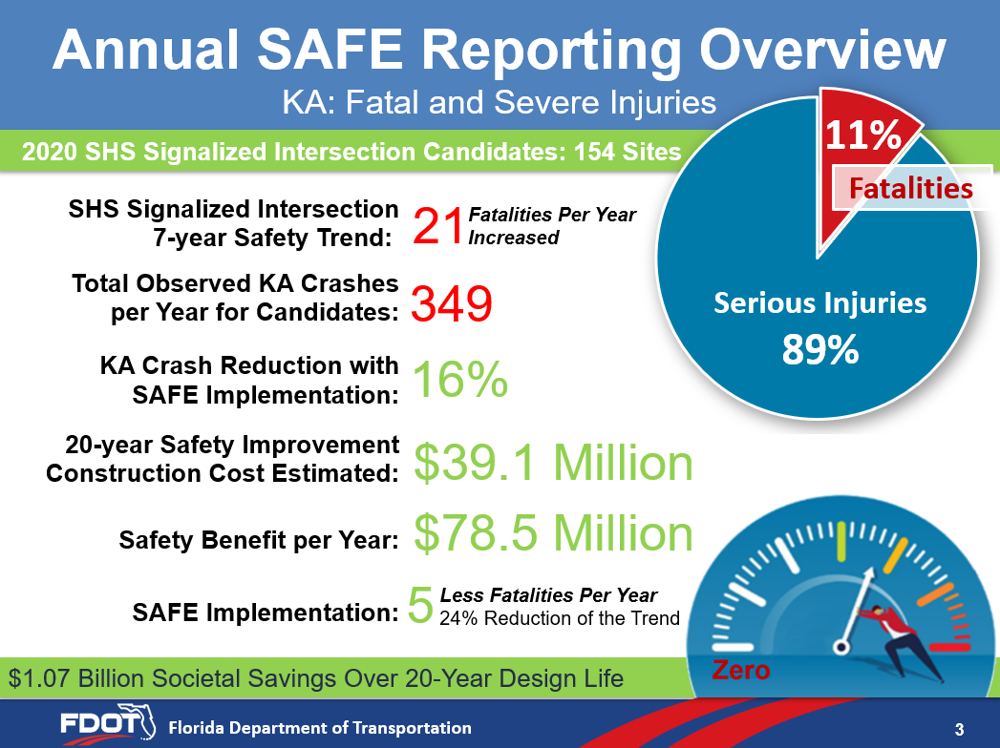 Annual SAFE Reporting Overview
KA: Fatal and Severe Injuries
2020 SHS Signalized Intersection Candidates: 154 Sites
11%
Fatalities
Serious Injuries
89%
SHS Signalized Intersection
7-year Safety Trend:
21
Fatalities Per Year
Increased
Total Observed KA Crashes
per Year for Candidates:
349
KA Crash Reduction with
SAFE Implementation:
16%
20-year Safety Improvement
Construction Cost Estimated:
$39.1 Million
Safety Benefit per Year:
$78.5 Million
SAFE Implementation:
5
Less Fatalities Per Year
24% Reduction of the Trend
Zero
$1.07 Billion Societal Savings Over 20-Year Design Life
FDOT
Florida Department of Transportation
3